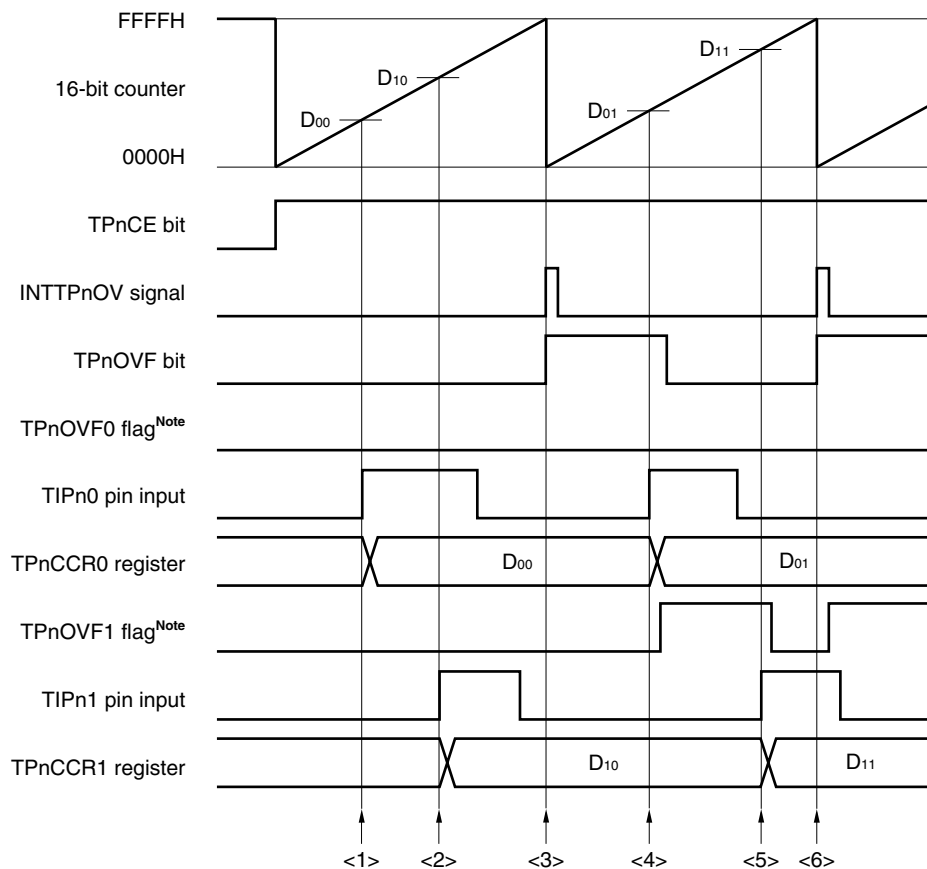 FFFFH
D11
D10
16-bit counter
D01
D00
0000H
TPnCE bit
INTTPnOV signal
TPnOVF bit
TPnOVF0 flagNote
TIPn0 pin input
TPnCCR0 register D00 D01
TPnOVF1 flagNote
TIPn1 pin input
TPnCCR1 register D10 D11
<1> <2> <3> <4> <5> <6>